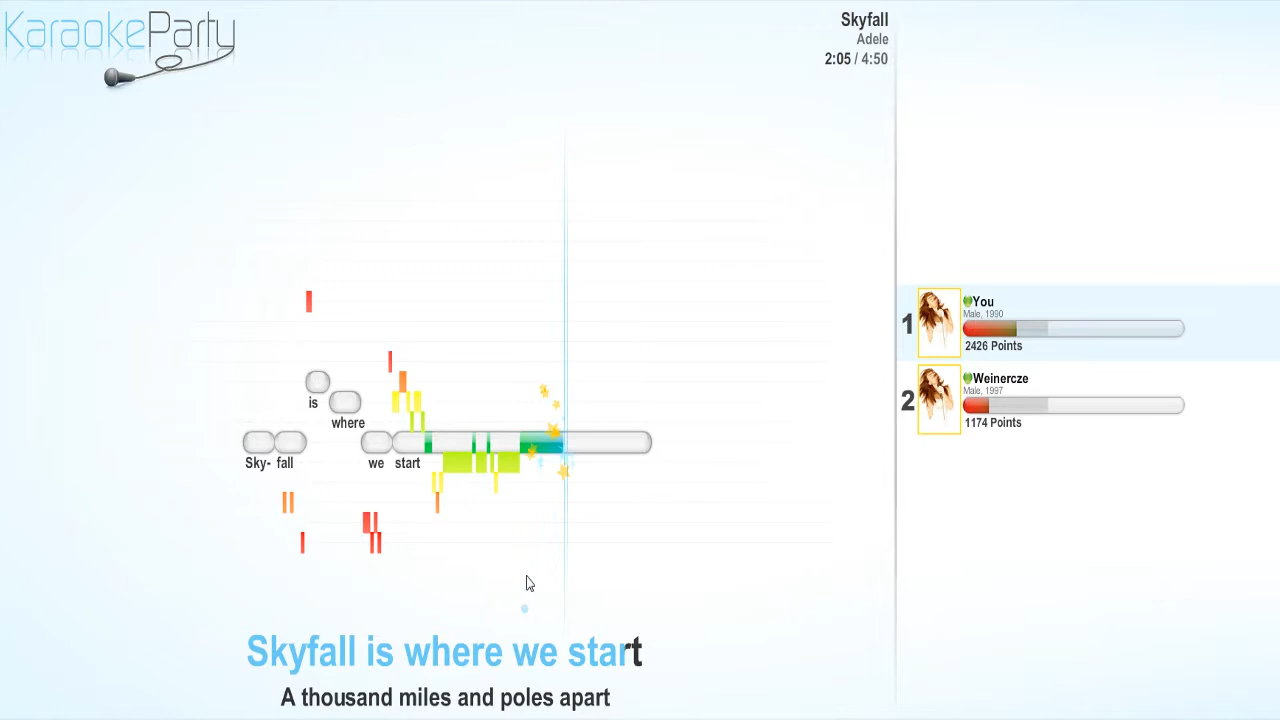 KaraokeParty
Skyfall
Adele
2:05 / 4:50
1
You
Male, 1990
2426 Points
2
Weinercze
Male, 1997
1174 Points
is
where
Sky- fall
we start
Skyfall is where we start
A thousand miles and poles apart